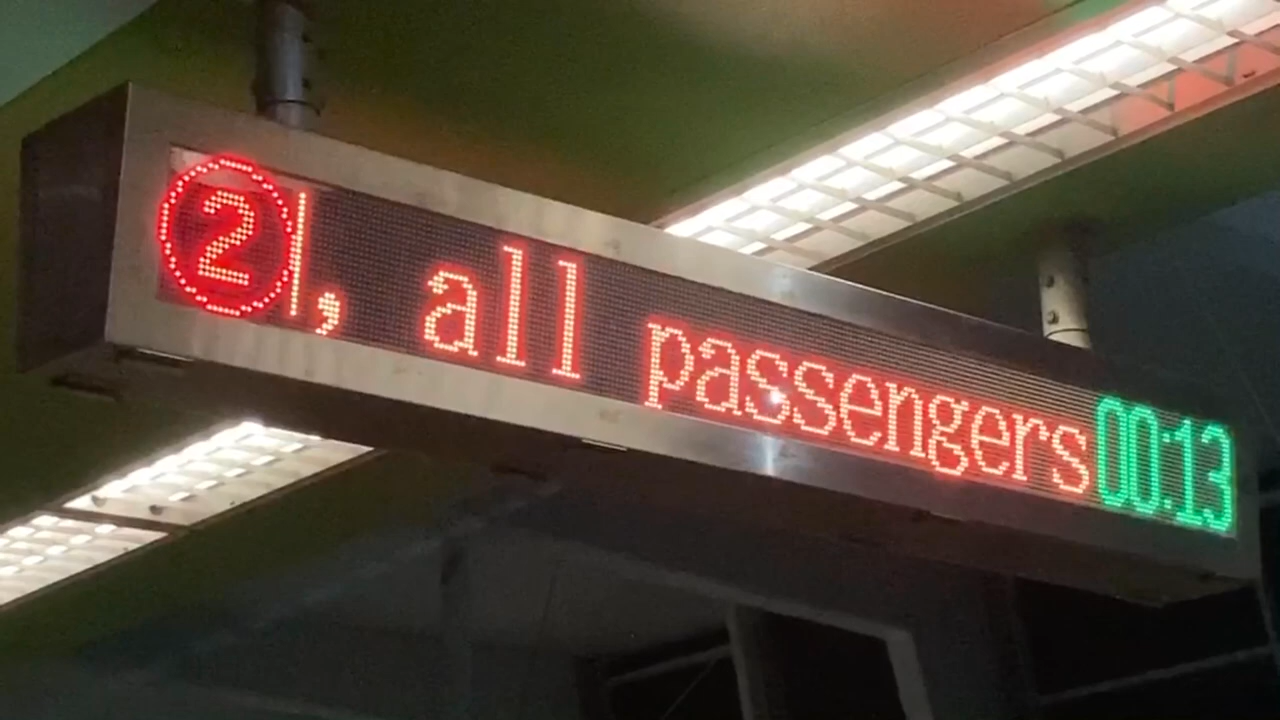 ② , all passengers 00:13